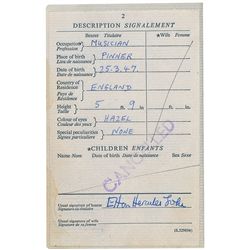 2
DESCRIPTION SIGNALEMENT
Bearer Titulaire *Wife Femme
Occupation Profession MUSICIAN
Place of birth Lieu de naissance PINNER
Date of birth Date de naissance 25.3.47.
Country of Residence Pays de Résidence ENGLAND
Height Taille 5 ft. 9 in.
Colour of eyes Couleur des yeux HAZEL
Special peculiarities Signes particuliers NONE
CANCELLED
*CHILDREN ENFANTS
Name Nom Date of birth Date de naissance Sex Sexe
Usual signature of bearer Signature du titulaire Elton Hercules John
Usual signature of wife Signature de sa femme